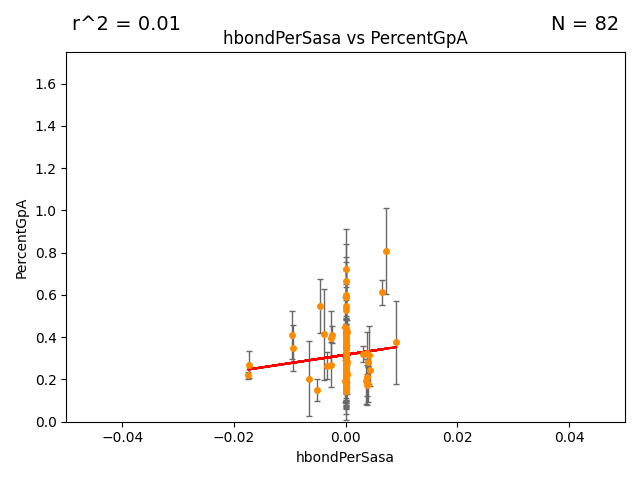 r^2 = 0.01
N = 82
hbondPerSasa vs PercentGpA
1.6
1.4
1.2
1.0
0.8
0.6
0.4
0.2
0.0
PercentGpA
−0.04
−0.02
0.00
0.02
0.04
hbondPerSasa